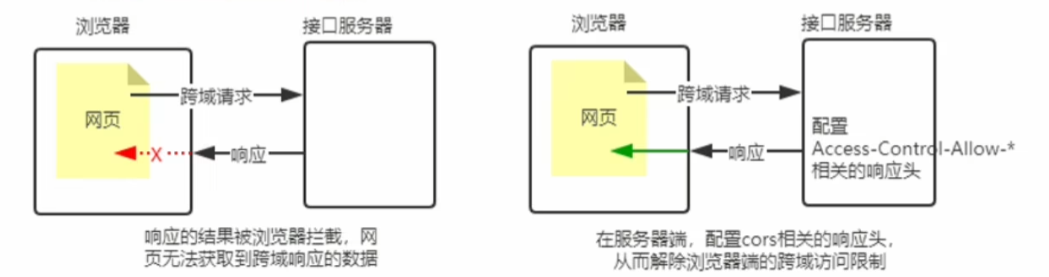 浏览器
接口服务器
网页
跨域请求
X
响应
响应的结果被浏览器拦截，网
页无法获取到跨域响应的数据
浏览器
接口服务器
网页
跨域请求
响应
配置
Access-Control-Allow-*
相关的响应头
在服务器端，配置cors相关的响应头，
从而解除浏览器端的跨域访问限制